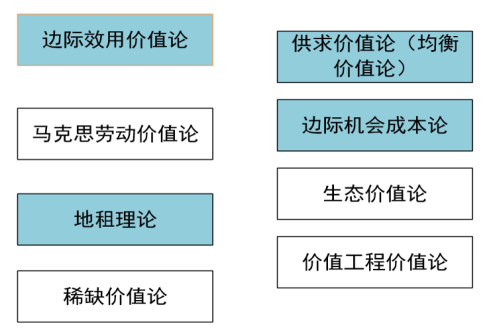 边际效用价值论
马克思劳动价值论
地租理论
稀缺价值论
供求价值论（均衡
价值论）
边际机会成本论
生态价值论
价值工程价值论